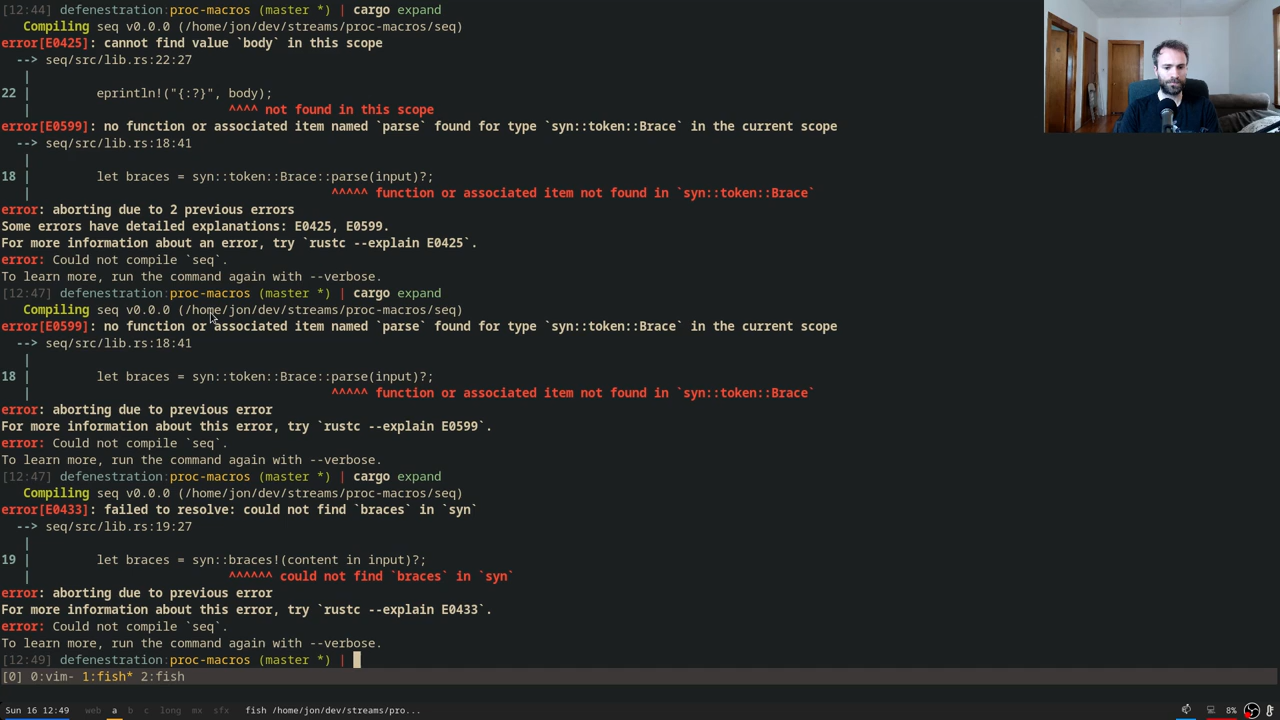 [12:44] defenestration:proc-macros (master *) | cargo expand
Compiling seq v0.0.0 (/home/jon/dev/streams/proc-macros/seq)
error[E0425]: cannot find value `body` in this scope
--> seq/src/lib.rs:22:27
|
22 | eprintln!("{:?}", body);
| ^^^^ not found in this scope
error[E0599]: no function or associated item named `parse` found for type `syn::token::Brace` in the current scope
--> seq/src/lib.rs:18:41
|
18 | let braces = syn::token::Brace::parse(input)?;
| ^^^^^ function or associated item not found in `syn::token::Brace`
error: aborting due to 2 previous errors
Some errors have detailed explanations: E0425, E0599.
For more information about an error, try `rustc --explain E0425`.
error: Could not compile `seq`.
To learn more, run the command again with --verbose.
[12:47] defenestration:proc-macros (master *) | cargo expand
Compiling seq v0.0.0 (/home/jon/dev/streams/proc-macros/seq)
error[E0599]: no function or associated item named `parse` found for type `syn::token::Brace` in the current scope
--> seq/src/lib.rs:18:41
|
18 | let braces = syn::token::Brace::parse(input)?;
| ^^^^^ function or associated item not found in `syn::token::Brace`
error: aborting due to previous error
For more information about this error, try `rustc --explain E0599`.
error: Could not compile `seq`.
To learn more, run the command again with --verbose.
[12:47] defenestration:proc-macros (master *) | cargo expand
Compiling seq v0.0.0 (/home/jon/dev/streams/proc-macros/seq)
error[E0433]: failed to resolve: could not find `braces` in `syn`
--> seq/src/lib.rs:19:27
|
19 | let braces = syn::braces!(content in input)?;
| ^^^^^^ could not find `braces` in `syn`
error: aborting due to previous error
For more information about this error, try `rustc --explain E0433`.
error: Could not compile `seq`.
To learn more, run the command again with --verbose.
[12:49] defenestration:proc-macros (master *) |
[0] 0:vim- 1:fish* 2:fish
Sun 16 12:49 web a b c long mx sfx fish /home/jon/dev/streams/pro... 8%